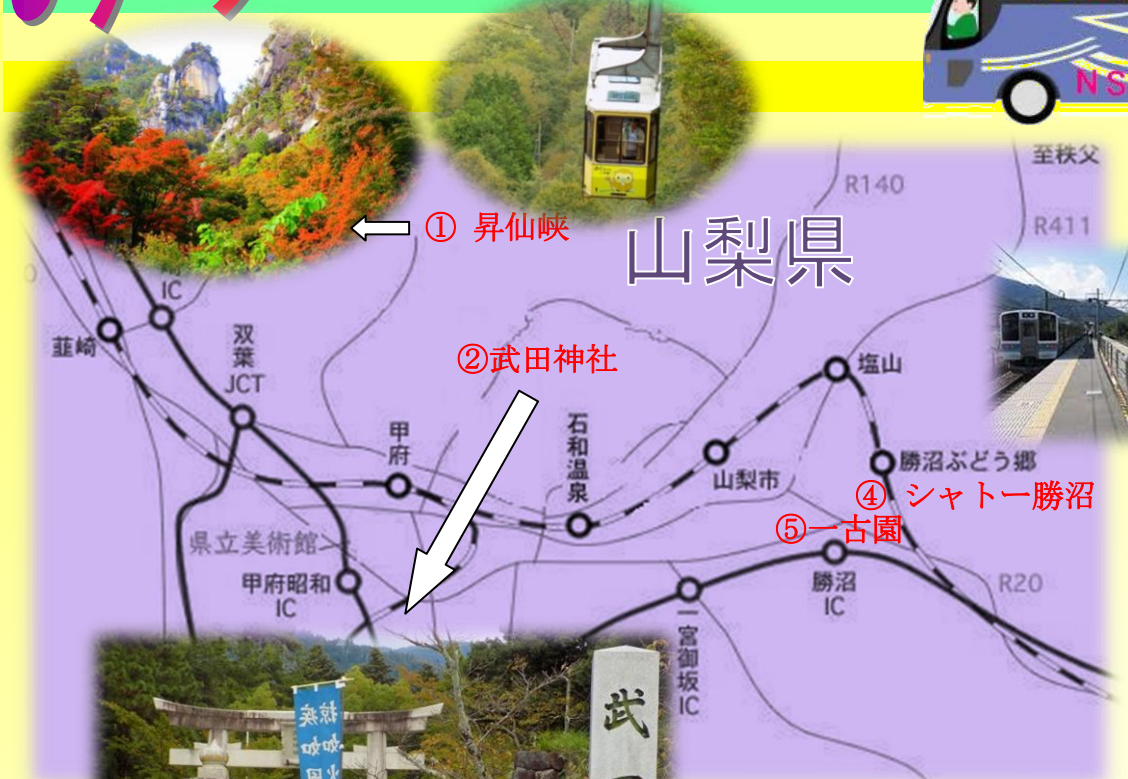 NS
至秩父
R140
R411
① 昇仙峡
山梨県
IC
韮崎
双葉
JCT
②武田神社
塩山
甲府
石和温泉
山梨市
勝沼ぶどう郷
④ シャトー勝沼
⑤一古園
県立美術館
甲府昭和
IC
勝沼
IC
R20
一宮御坂IC
武